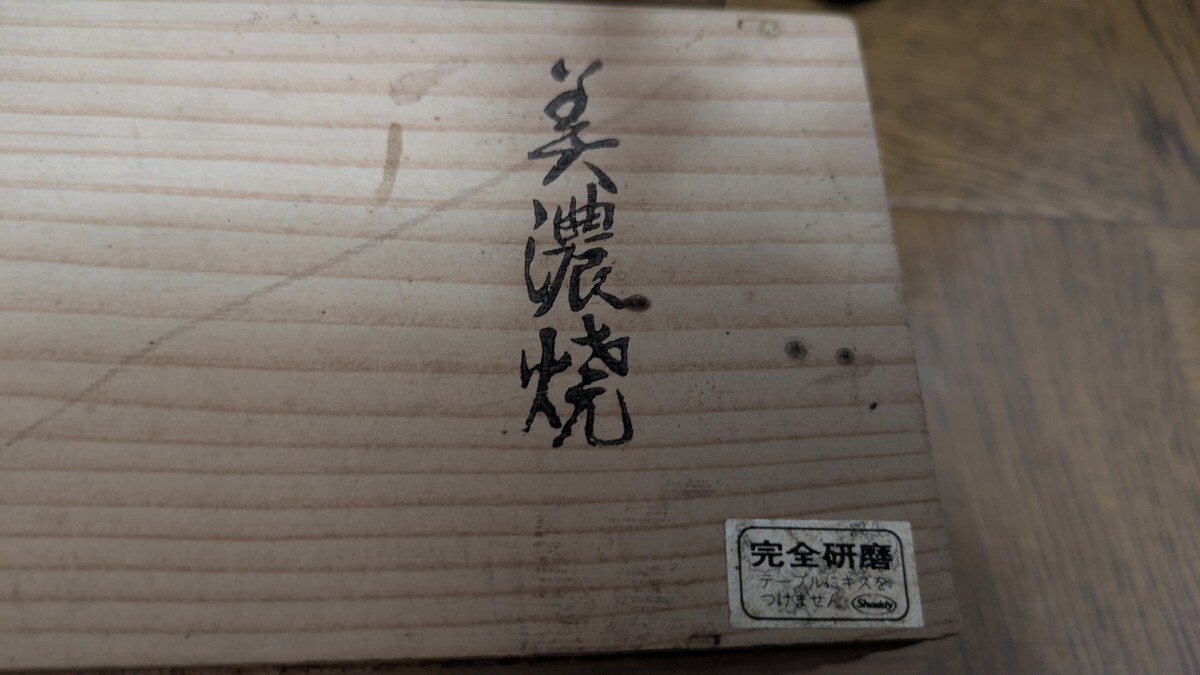 美濃焼
完全研磨
テーブルにキズを
つけません
Shaddy